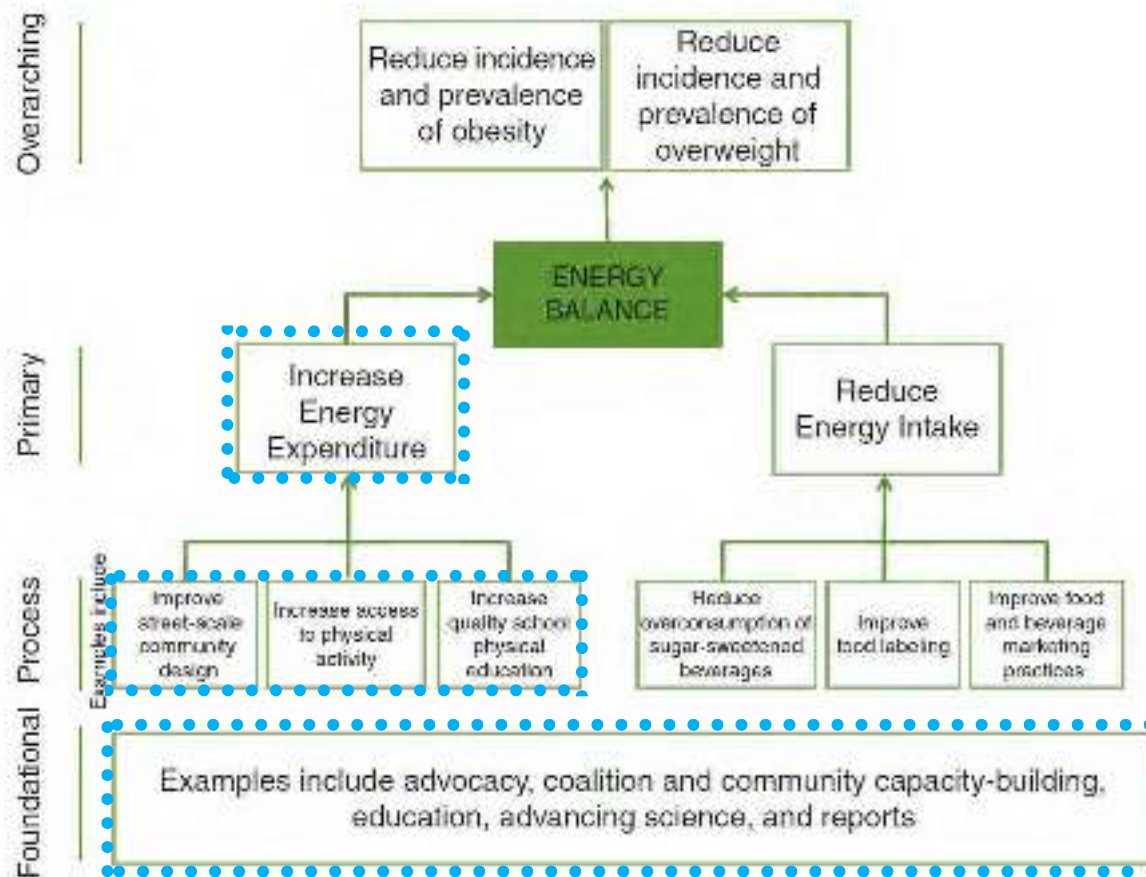 Overarching
Reduce incidence
and prevalence
of obesity
Reduce
incidence and
prevalence of
overweight
ENERGY
BALANCE
Primary
Increase
Energy
Expenditure
Reduce
Energy Intake
Process
Examples include
Improve
street-scale
community
design
Increase access
to physical
activity
Increase
quality school
physical
education
Reduce
overconsumption of
sugar-sweetened
beverages
Improve
food labeling
Improve food
and beverage
marketing
practices
Foundational
Examples include advocacy, coalition and community capacity-building,
education, advancing science, and reports